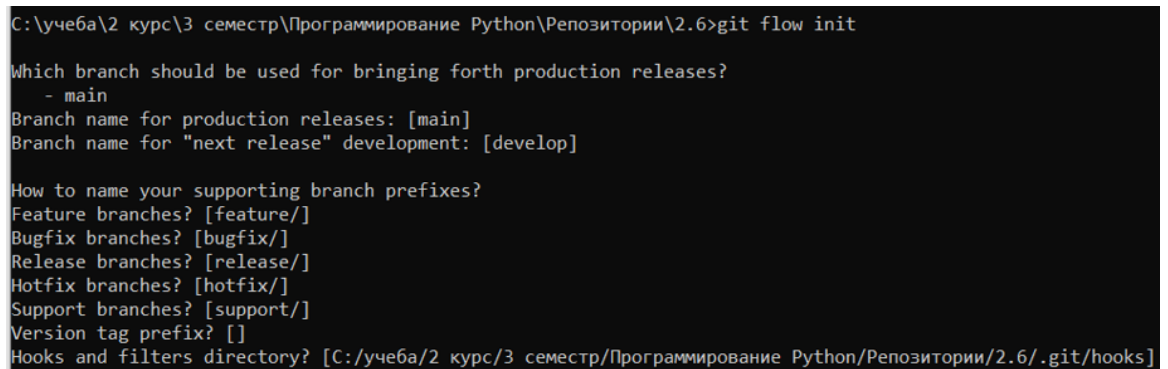 C:\учеба\2 курс\3 семестр\Программирование Python\Репозитории\2.6>git flow init
Which branch should be used for bringing forth production releases?
- main
Branch name for production releases: [main]
Branch name for "next release" development: [develop]
How to name your supporting branch prefixes?
Feature branches? [feature/]
Bugfix branches? [bugfix/]
Release branches? [release/]
Hotfix branches? [hotfix/]
Support branches? [support/]
Version tag prefix? []
Hooks and filters directory? [C:/учеба/2 курс/3 семестр/Программирование Python/Репозитории/2.6/.git/hooks]